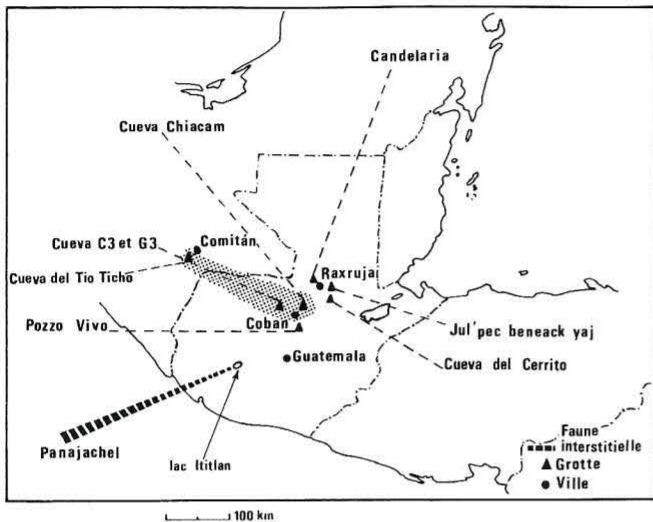 Candelaria
Cueva Chiacam
Cueva C3 et G3
Comitán
Cueva del Tio Ticho
Raxruja
Pozzo Vivo
Coban
Jul'pec beneack yaj
Guatemala
Cueva del Cerrito
Panajachel
lac Ititlan
Faune
interstitielle
Grotte
Ville
100 km